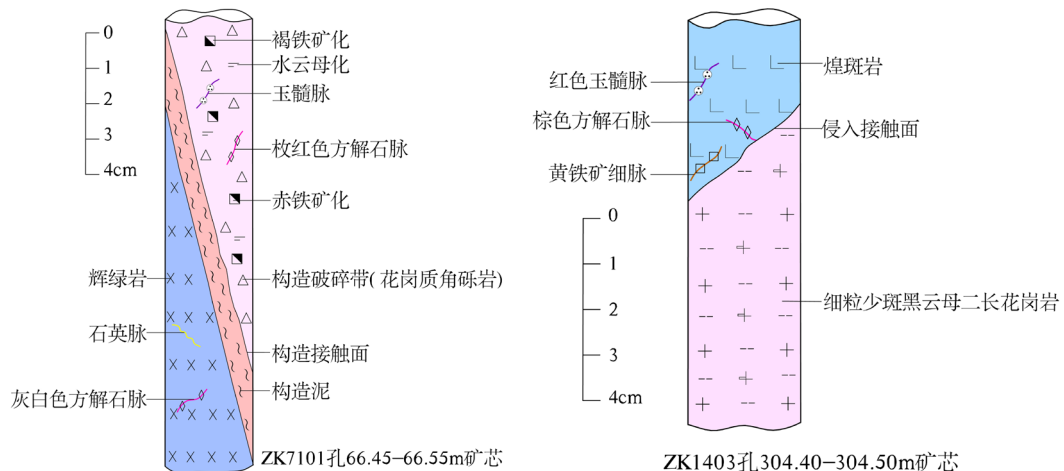 0
1
2
3
4cm
褐铁矿化
水云母化
玉髓脉
枚红色方解石脉
赤铁矿化
辉绿岩
构造破碎带(花岗质角砾岩)
石英脉
构造接触面
灰白色方解石脉
构造泥
ZK7101孔66.45–66.55m矿芯
红色玉髓脉
煌斑岩
棕色方解石脉
侵入接触面
黄铁矿细脉
0
1
2
3
4cm
细粒少斑黑云母二长花岗岩
ZK1403孔304.40–304.50m矿芯